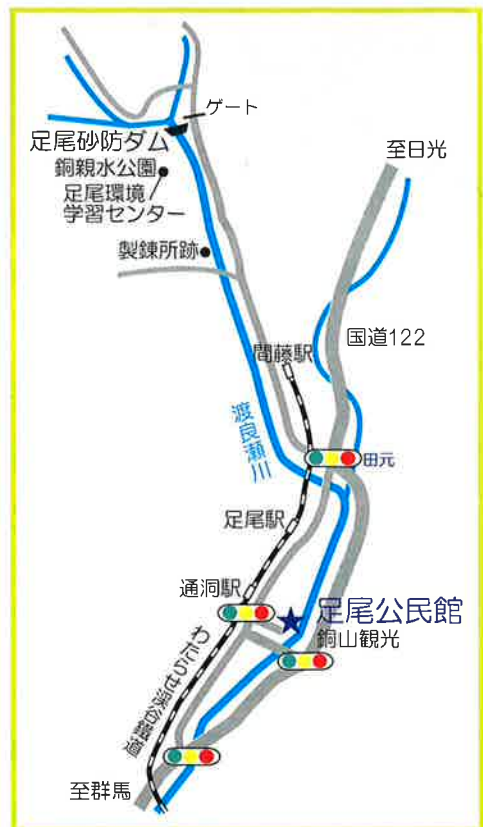 ゲート
足尾砂防ダム
銅親水公園
足尾環境
学習センター
製錬所跡
至日光
国道122
間藤駅
渡良瀬川
田元
足尾駅
通洞駅
足尾公民館
銅山観光
わたらせ渓谷鐵道
至群馬